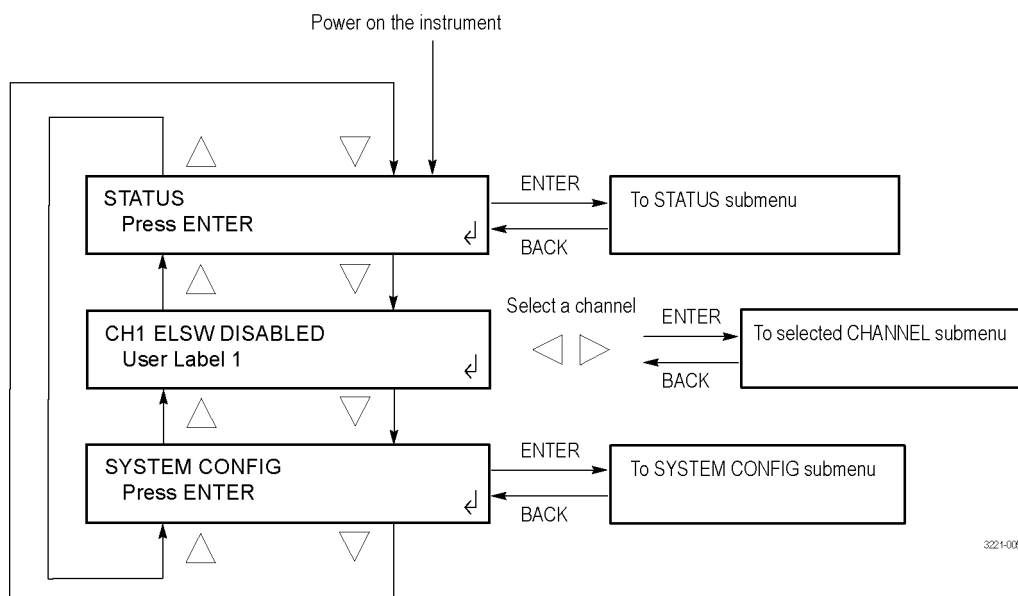 Power on the instrument
STATUS
Press ENTER
ENTER
BACK
To STATUS submenu
CH1 ELSW DISABLED
User Label 1
Select a channel
ENTER
BACK
To selected CHANNEL submenu
SYSTEM CONFIG
Press ENTER
ENTER
BACK
To SYSTEM CONFIG submenu